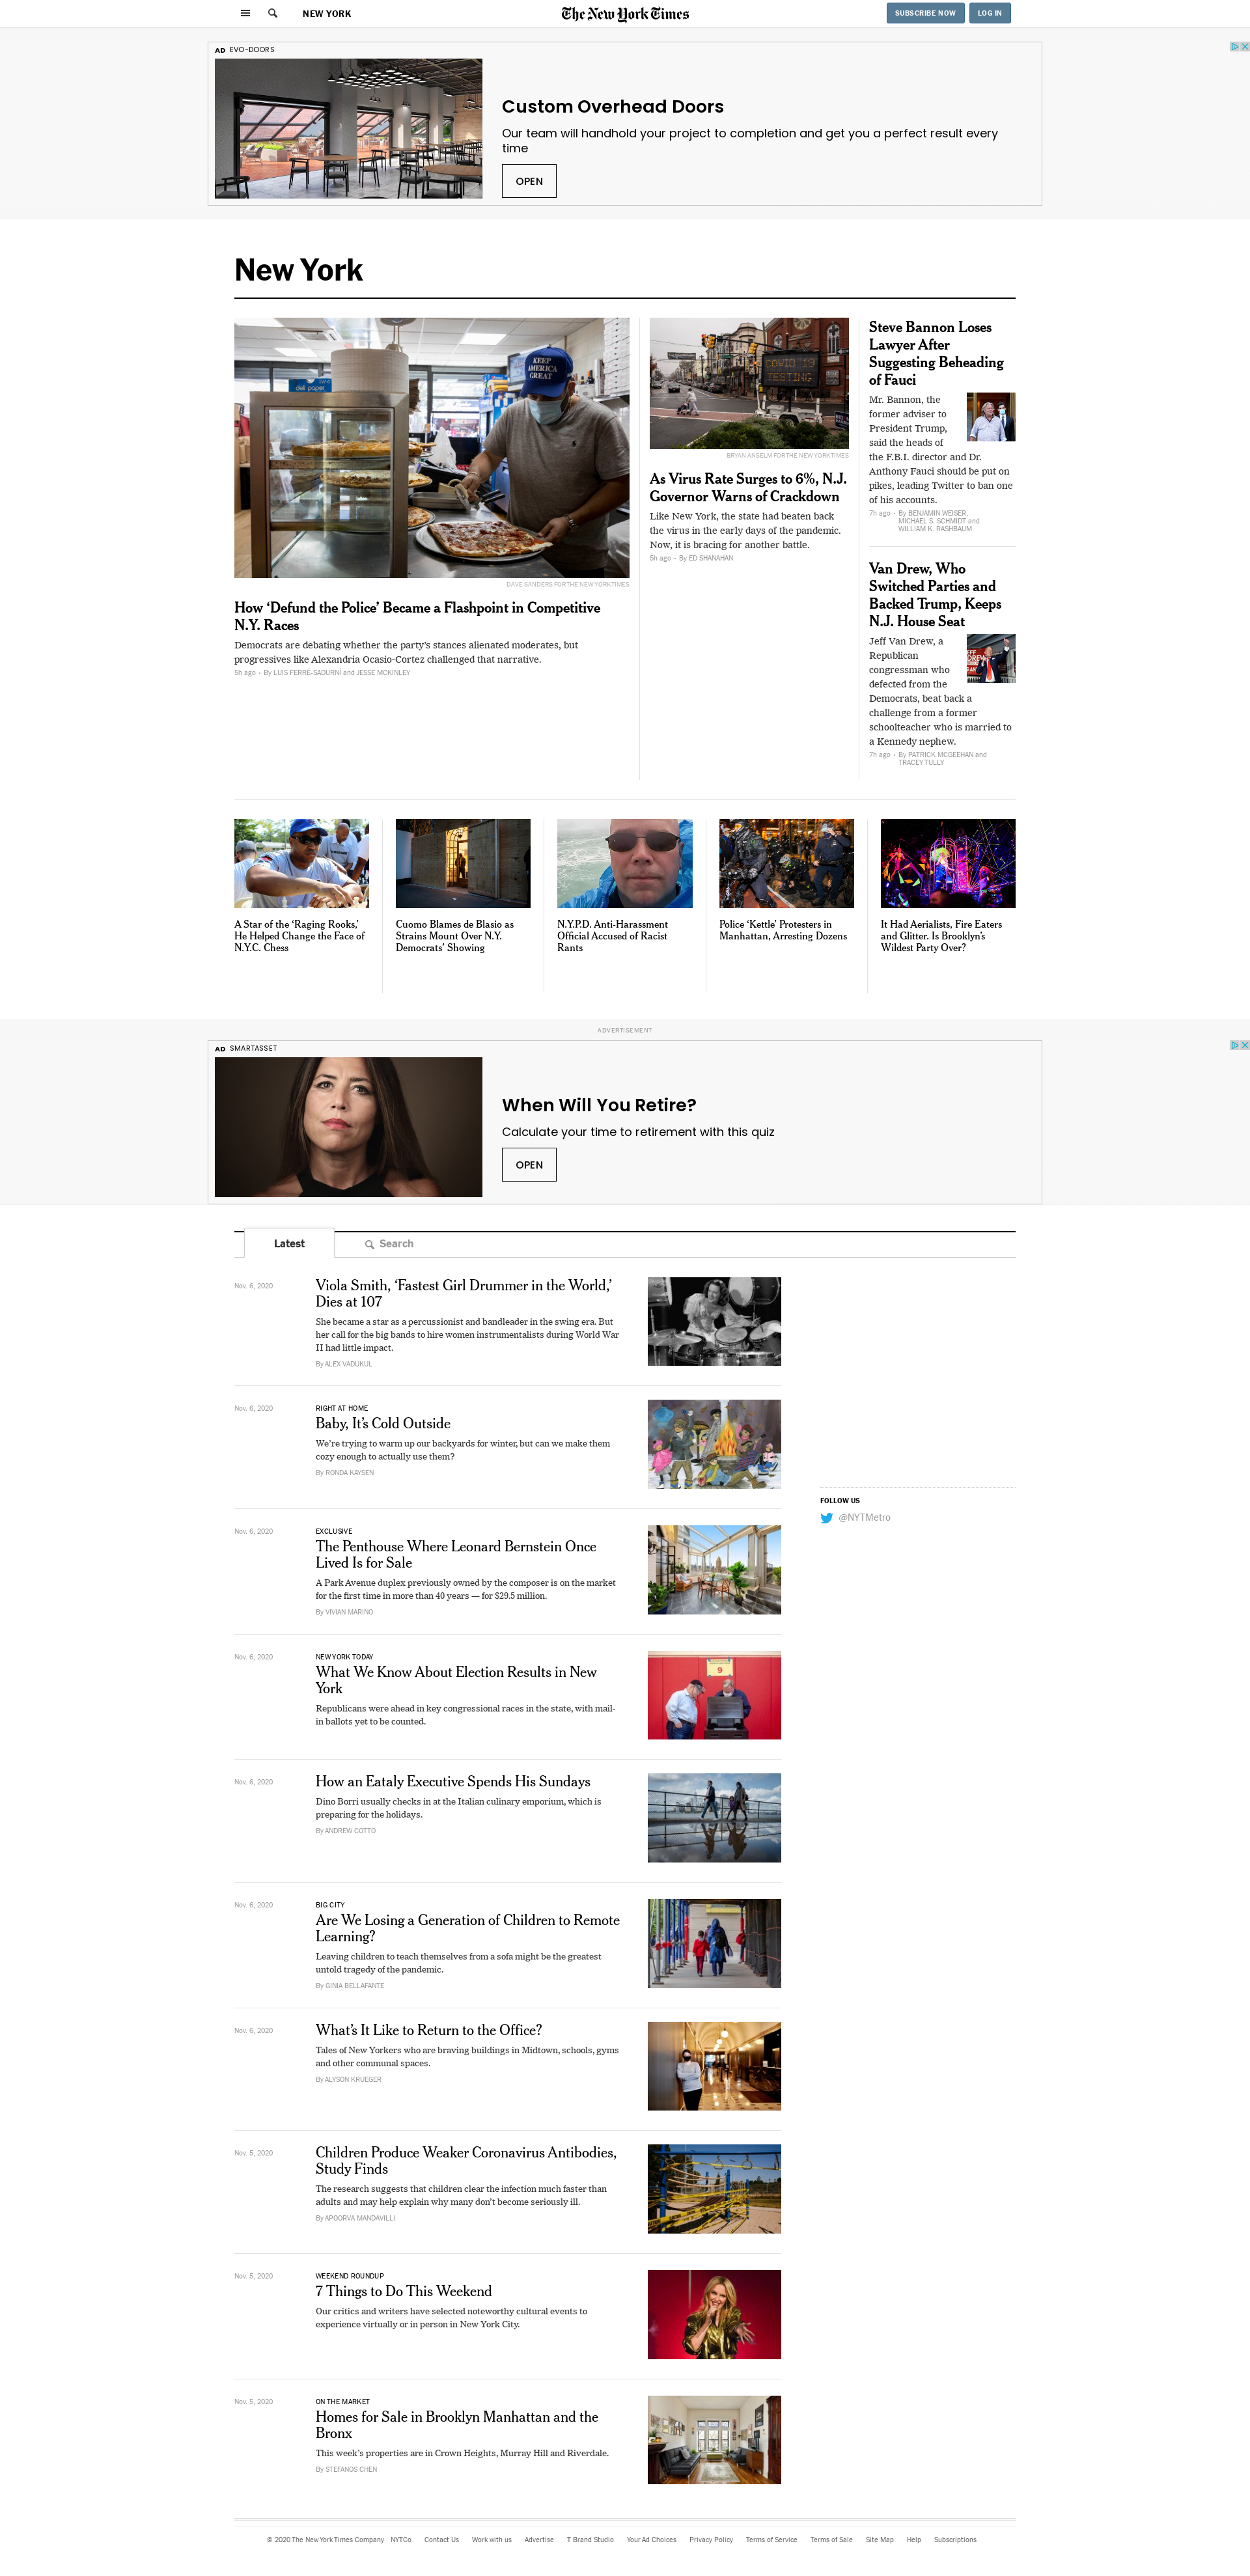 NEW YORK
The New York Times
SUBSCRIBE NOW
LOG IN
AD EVO-DOORS
Custom Overhead Doors
Our team will handhold your project to completion and get you a perfect result every
time
OPEN
New York
deli paper
KEEP
AMERICA
GREAT
DAVE SANDERS FOR THE NEW YORK TIMES
How ‘Defund the Police’ Became a Flashpoint in Competitive
N.Y. Races
Democrats are debating whether the party’s stances alienated moderates, but
progressives like Alexandria Ocasio-Cortez challenged that narrative.
5h ago • By LUIS FERRÉ-SADURNÍ and JESSE MCKINLEY
COVID 19
TESTING
BRYAN ANSELM FOR THE NEW YORK TIMES
As Virus Rate Surges to 6%, N.J.
Governor Warns of Crackdown
Like New York, the state had beaten back
the virus in the early days of the pandemic.
Now, it is bracing for another battle.
5h ago • By ED SHANAHAN
Steve Bannon Loses
Lawyer After
Suggesting Beheading
of Fauci
Mr. Bannon, the
former adviser to
President Trump,
said the heads of
the F.B.I. director and Dr.
Anthony Fauci should be put on
pikes, leading Twitter to ban one
of his accounts.
7h ago • By BENJAMIN WEISER,
MICHAEL S. SCHMIDT and
WILLIAM K. RASHBAUM
Van Drew, Who
Switched Parties and
Backed Trump, Keeps
N.J. House Seat
Jeff Van Drew, a
Republican
congressman who
defected from the
Democrats, beat back a
challenge from a former
schoolteacher who is married to
a Kennedy nephew.
7h ago • By PATRICK MCGEEHAN and
TRACEY TULLY
A Star of the ‘Raging Rooks,’
He Helped Change the Face of
N.Y.C. Chess
Cuomo Blames de Blasio as
Strains Mount Over N.Y.
Democrats’ Showing
N.Y.P.D. Anti-Harassment
Official Accused of Racist
Rants
Police ‘Kettle’ Protesters in
Manhattan, Arresting Dozens
It Had Aerialists, Fire Eaters
and Glitter. Is Brooklyn’s
Wildest Party Over?
ADVERTISEMENT
AD SMARTASSET
When Will You Retire?
Calculate your time to retirement with this quiz
OPEN
Latest
Search
Nov. 6, 2020
Viola Smith, ‘Fastest Girl Drummer in the World,’
Dies at 107
She became a star as a percussionist and bandleader in the swing era. But
her call for the big bands to hire women instrumentalists during World War
II had little impact.
By ALEX VADUKUL
Nov. 6, 2020
RIGHT AT HOME
Baby, It’s Cold Outside
We’re trying to warm up our backyards for winter, but can we make them
cozy enough to actually use them?
By RONDA KAYSEN
FOLLOW US
@NYTMetro
Nov. 6, 2020
EXCLUSIVE
The Penthouse Where Leonard Bernstein Once
Lived Is for Sale
A Park Avenue duplex previously owned by the composer is on the market
for the first time in more than 40 years — for $29.5 million.
By VIVIAN MARINO
Nov. 6, 2020
NEW YORK TODAY
What We Know About Election Results in New
York
Republicans were ahead in key congressional races in the state, with mail-
in ballots yet to be counted.
9
Nov. 6, 2020
How an Eataly Executive Spends His Sundays
Dino Borri usually checks in at the Italian culinary emporium, which is
preparing for the holidays.
By ANDREW COTTO
Nov. 6, 2020
BIG CITY
Are We Losing a Generation of Children to Remote
Learning?
Leaving children to teach themselves from a sofa might be the greatest
untold tragedy of the pandemic.
By GINIA BELLAFANTE
Nov. 6, 2020
What’s It Like to Return to the Office?
Tales of New Yorkers who are braving buildings in Midtown, schools, gyms
and other communal spaces.
By ALYSON KRUEGER
Nov. 5, 2020
Children Produce Weaker Coronavirus Antibodies,
Study Finds
The research suggests that children clear the infection much faster than
adults and may help explain why many don’t become seriously ill.
By APOORVA MANDAVILLI
Nov. 5, 2020
WEEKEND ROUNDUP
7 Things to Do This Weekend
Our critics and writers have selected noteworthy cultural events to
experience virtually or in person in New York City.
Nov. 5, 2020
ON THE MARKET
Homes for Sale in Brooklyn Manhattan and the
Bronx
This week’s properties are in Crown Heights, Murray Hill and Riverdale.
By STEFANOS CHEN
© 2020 The New York Times Company NYTCo Contact Us Work with us Advertise T Brand Studio Your Ad Choices Privacy Policy Terms of Service Terms of Sale Site Map Help Subscriptions